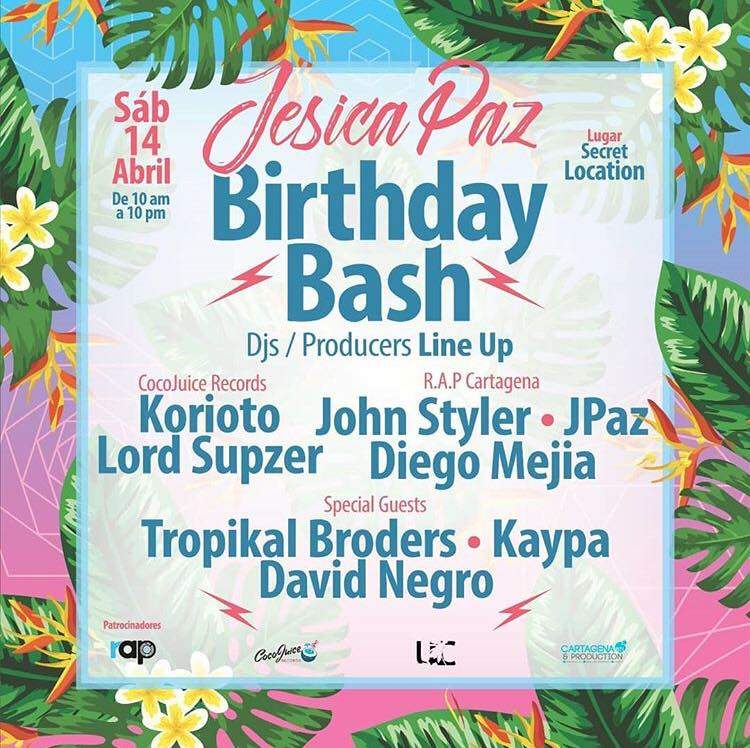 Jesica Paz
Sáb
14
Abril
De 10 am
a 10 pm
Lugar
Secret
Location
Birthday
Bash
Djs / Producers Line Up
CocoJuice Records
Korioto
Lord Supzer
R.A.P Cartagena
John Styler • JPaz
Diego Mejia
Special Guests
Tropikal Broders • Kaypa
David Negro
Patrocinadores
rap
CocoJuice
RECORDS
CARTAGENA
& PRODUCTION